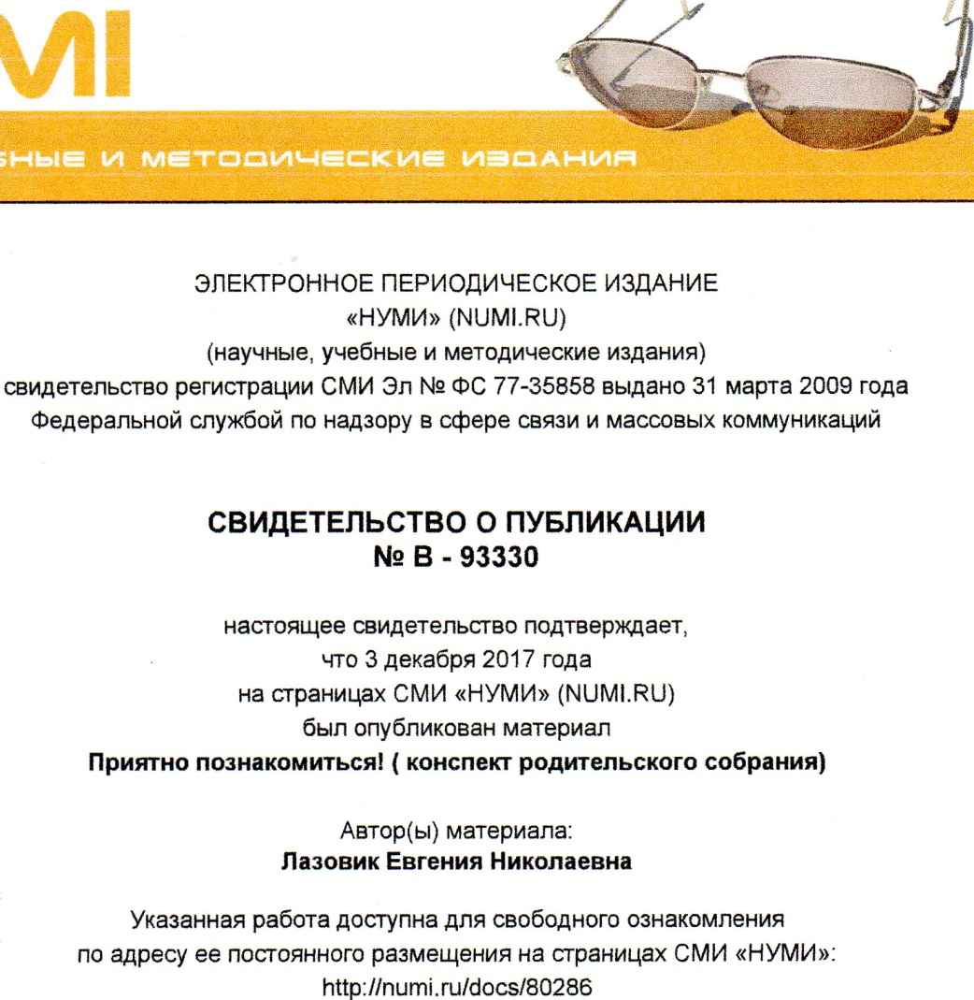 MI
БНЫЕ И МЕТОДИЧЕСКИЕ ИЗДАНИЯ
ЭЛЕКТРОННОЕ ПЕРИОДИЧЕСКОЕ ИЗДАНИЕ
«НУМИ» (NUMI.RU)
(научные, учебные и методические издания)
свидетельство регистрации СМИ Эл № ФС 77-35858 выдано 31 марта 2009 года
Федеральной службой по надзору в сфере связи и массовых коммуникаций
СВИДЕТЕЛЬСТВО О ПУБЛИКАЦИИ
№ В - 93330
настоящее свидетельство подтверждает,
что 3 декабря 2017 года
на страницах СМИ «НУМИ» (NUMI.RU)
был опубликован материал
Приятно познакомиться! ( конспект родительского собрания)
Автор(ы) материала:
Лазовик Евгения Николаевна
Указанная работа доступна для свободного ознакомления
по адресу ее постоянного размещения на страницах СМИ «НУМИ»:
http://numi.ru/docs/80286